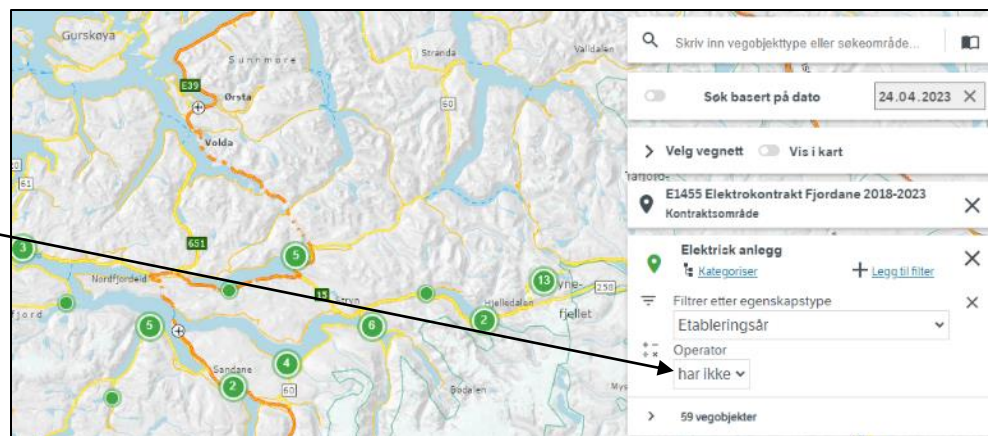 Gurskøya
Sunnmøre
Stranda
Valldalen
E39
Ørsta
60
Volda
61
651
3
5
Nordfjordeid
15
Stryn
13
258
fjellet
Hjelledalen
2
fjord
5
6
4
Sandane
2
60
Bødalen
Skriv inn vegobjekttype eller søkeområde...
Søk basert på dato
24.04.2023
Velg vegnett
Vis i kart
E1455 Elektrokontrakt Fjordane 2018-2023
Kontraktsområde
Elektrisk anlegg
Kategoriser
Legg til filter
Filtrer etter egenskapstype
Etableringsår
Operator
har ikke
59 vegobjekter